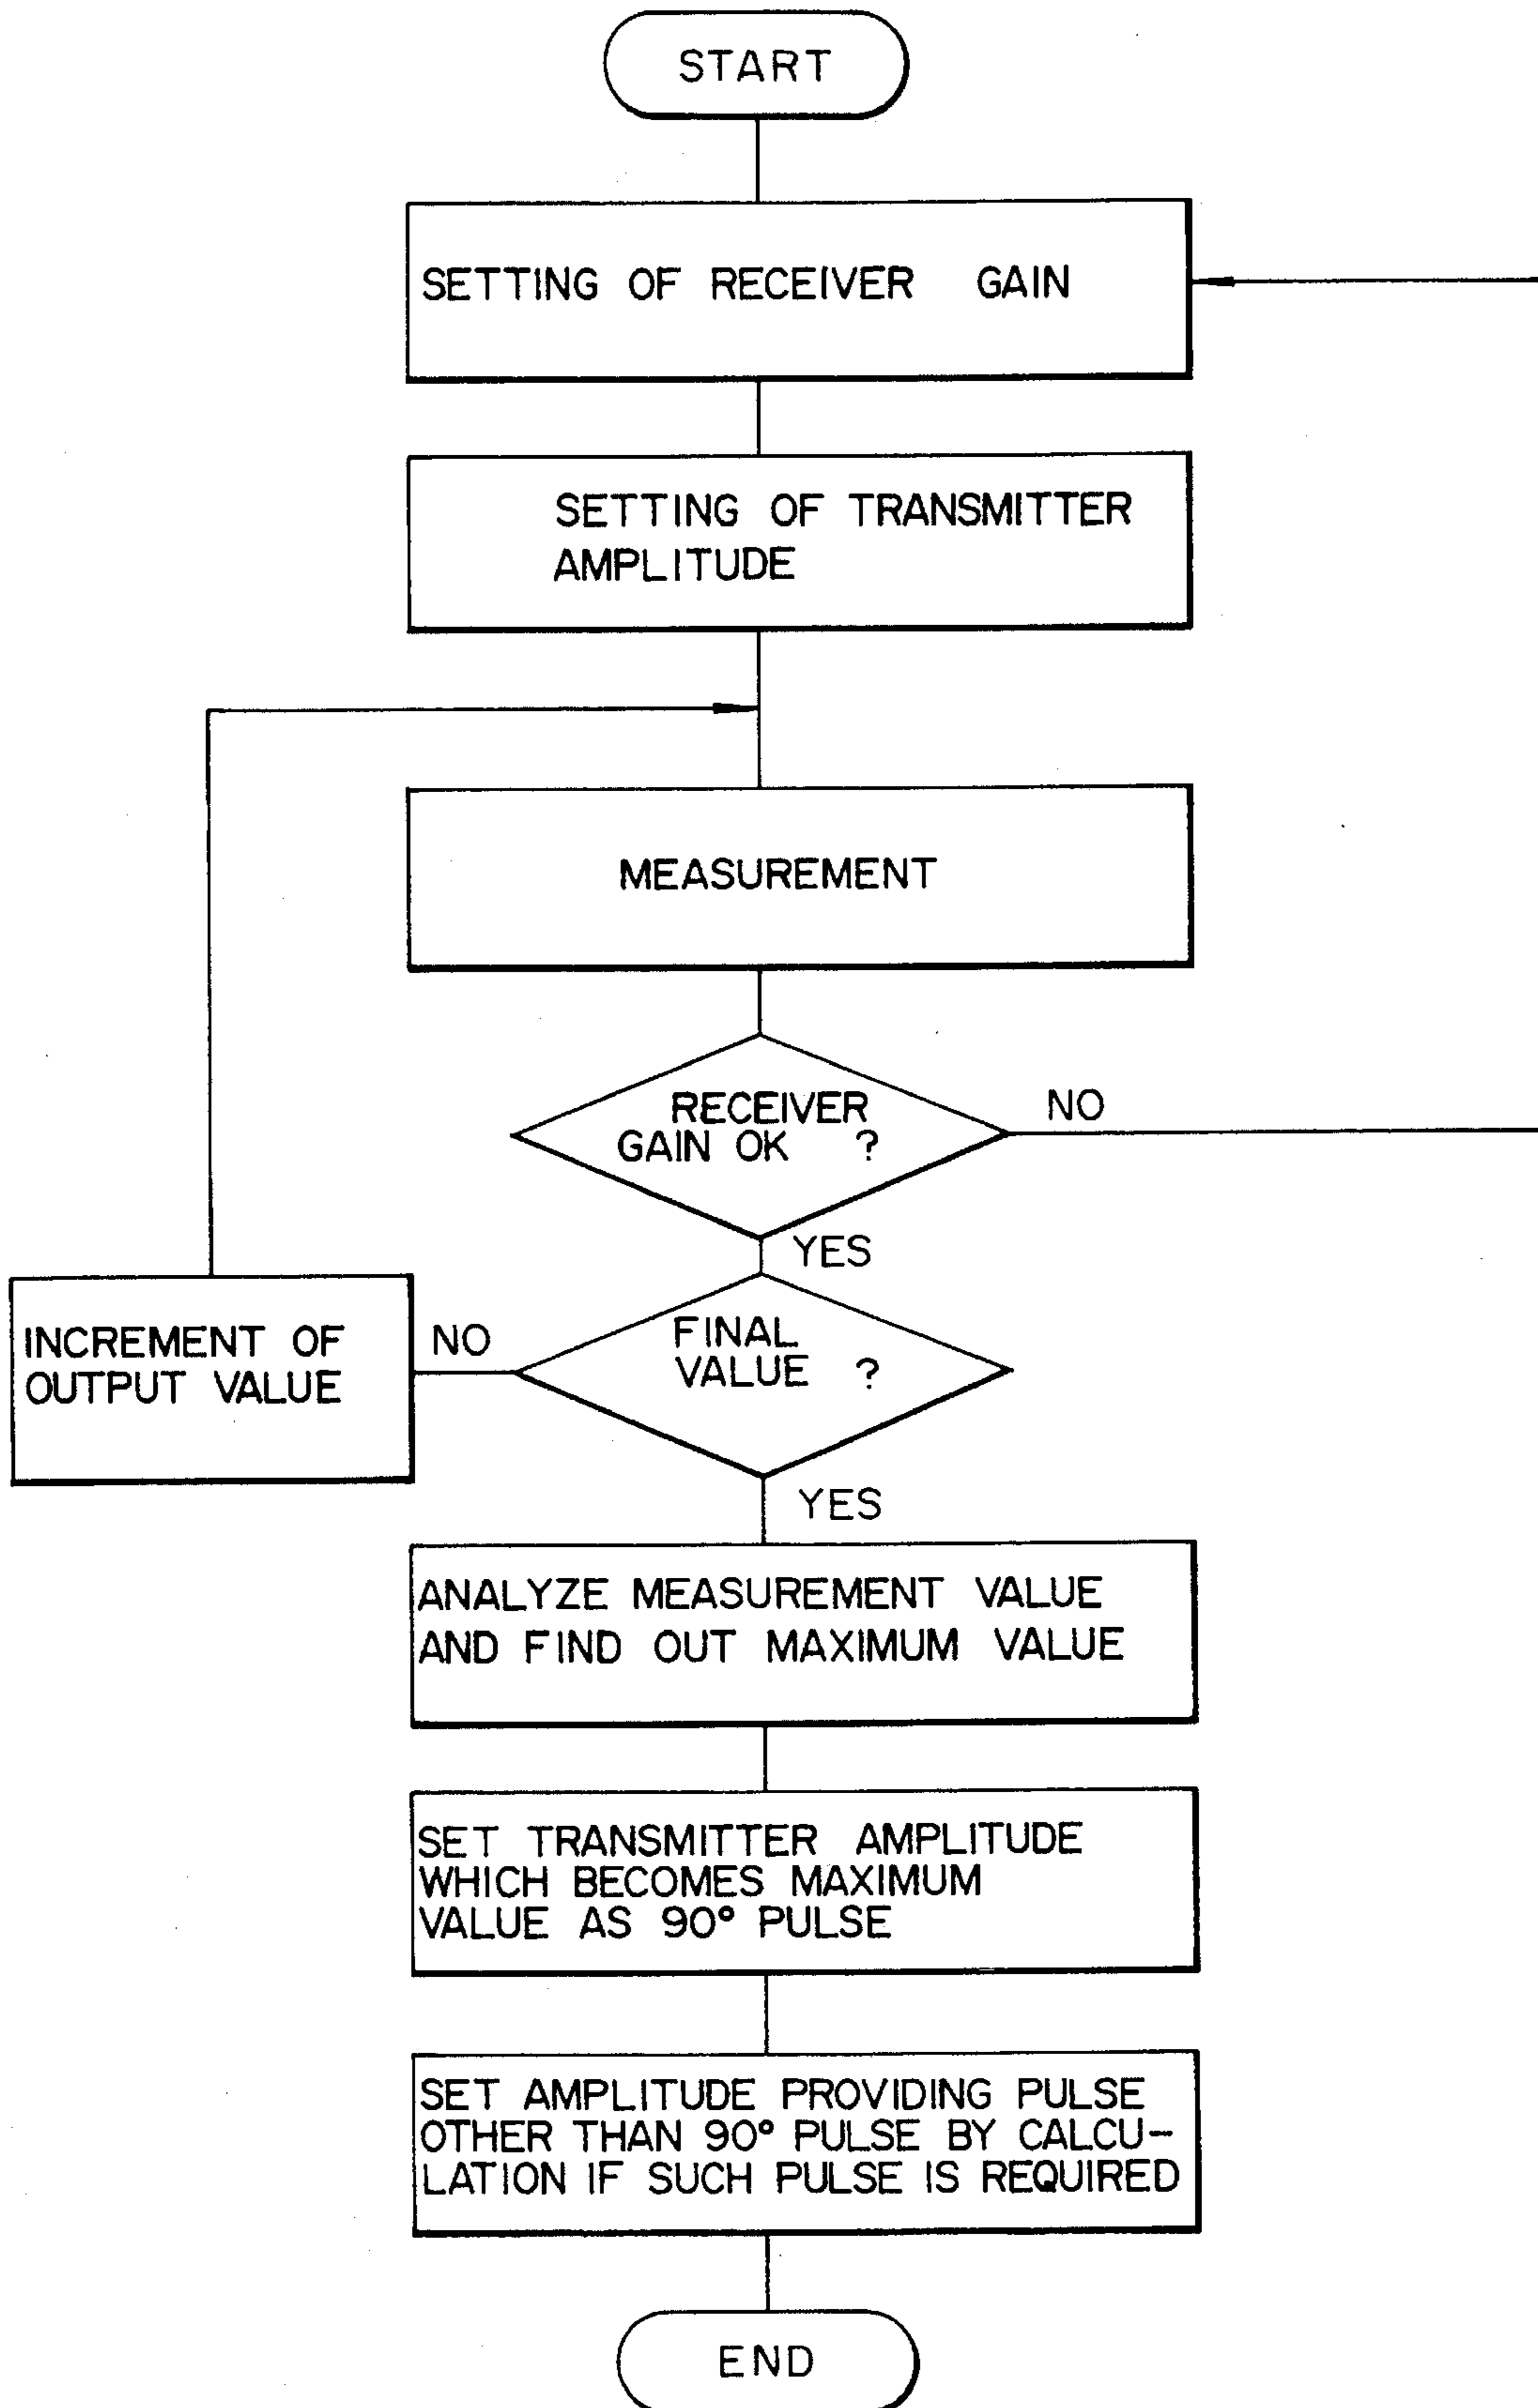 START
SETTING OF RECEIVER GAIN
SETTING OF TRANSMITTER
AMPLITUDE
MEASUREMENT
RECEIVER
GAIN OK ?
NO
YES
FINAL
VALUE ?
NO
INCREMENT OF
OUTPUT VALUE
YES
ANALYZE MEASUREMENT VALUE
AND FIND OUT MAXIMUM VALUE
SET TRANSMITTER AMPLITUDE
WHICH BECOMES MAXIMUM
VALUE AS 90° PULSE
SET AMPLITUDE PROVIDING PULSE
OTHER THAN 90° PULSE BY CALCU-
LATION IF SUCH PULSE IS REQUIRED
END